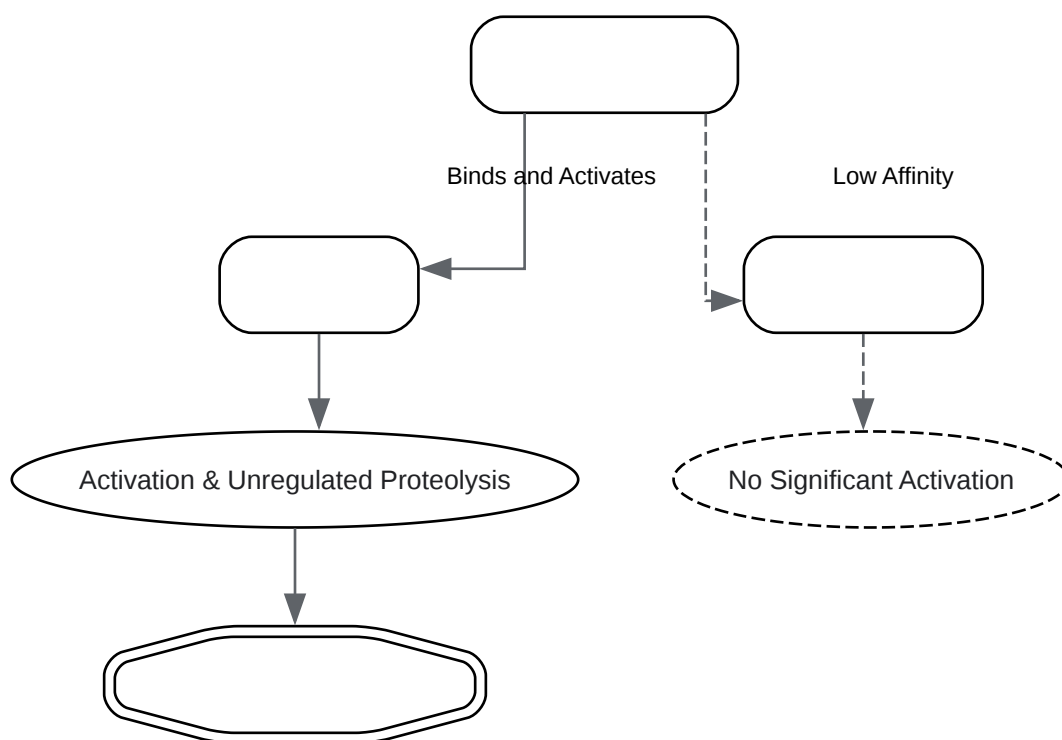 Binds and Activates
Low Affinity
Activation & Unregulated Proteolysis
No Significant Activation